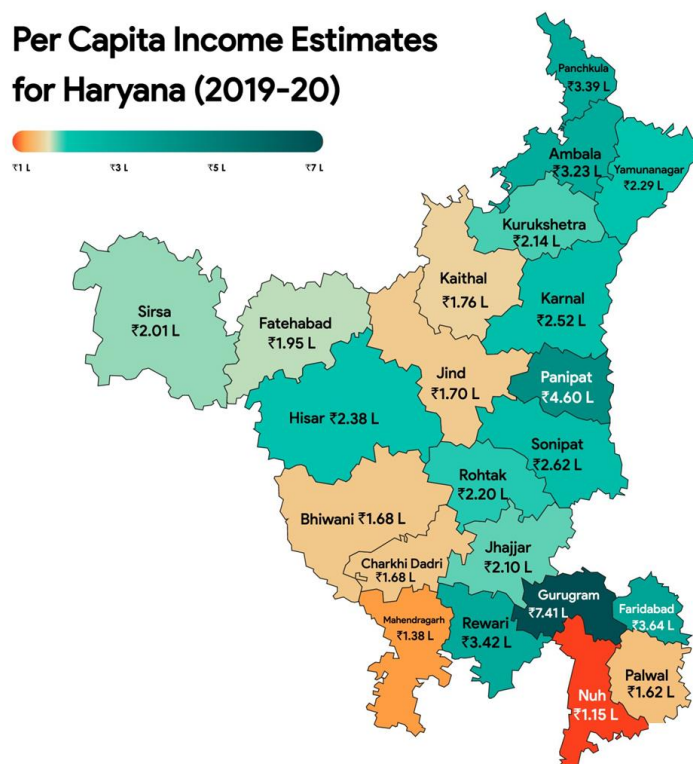 Per Capita Income Estimates
for Haryana (2019-20)
₹1 L ₹3 L ₹5 L ₹7 L
Panchkula
₹3.39 L
Ambala
₹3.23 L
Yamunanagar
₹2.29 L
Kurukshetra
₹2.14 L
Kaithal
₹1.76 L
Karnal
₹2.52 L
Sirsa
₹2.01 L
Fatehabad
₹1.95 L
Jind
₹1.70 L
Panipat
₹4.60 L
Hisar ₹2.38 L
Sonipat
₹2.62 L
Rohtak
₹2.20 L
Bhiwani ₹1.68 L
Jhajjar
₹2.10 L
Charkhi Dadri
₹1.68 L
Gurugram
₹7.41 L
Faridabad
₹3.64 L
Mahendragarh
₹1.38 L
Rewari
₹3.42 L
Palwal
₹1.62 L
Nuh
₹1.15 L